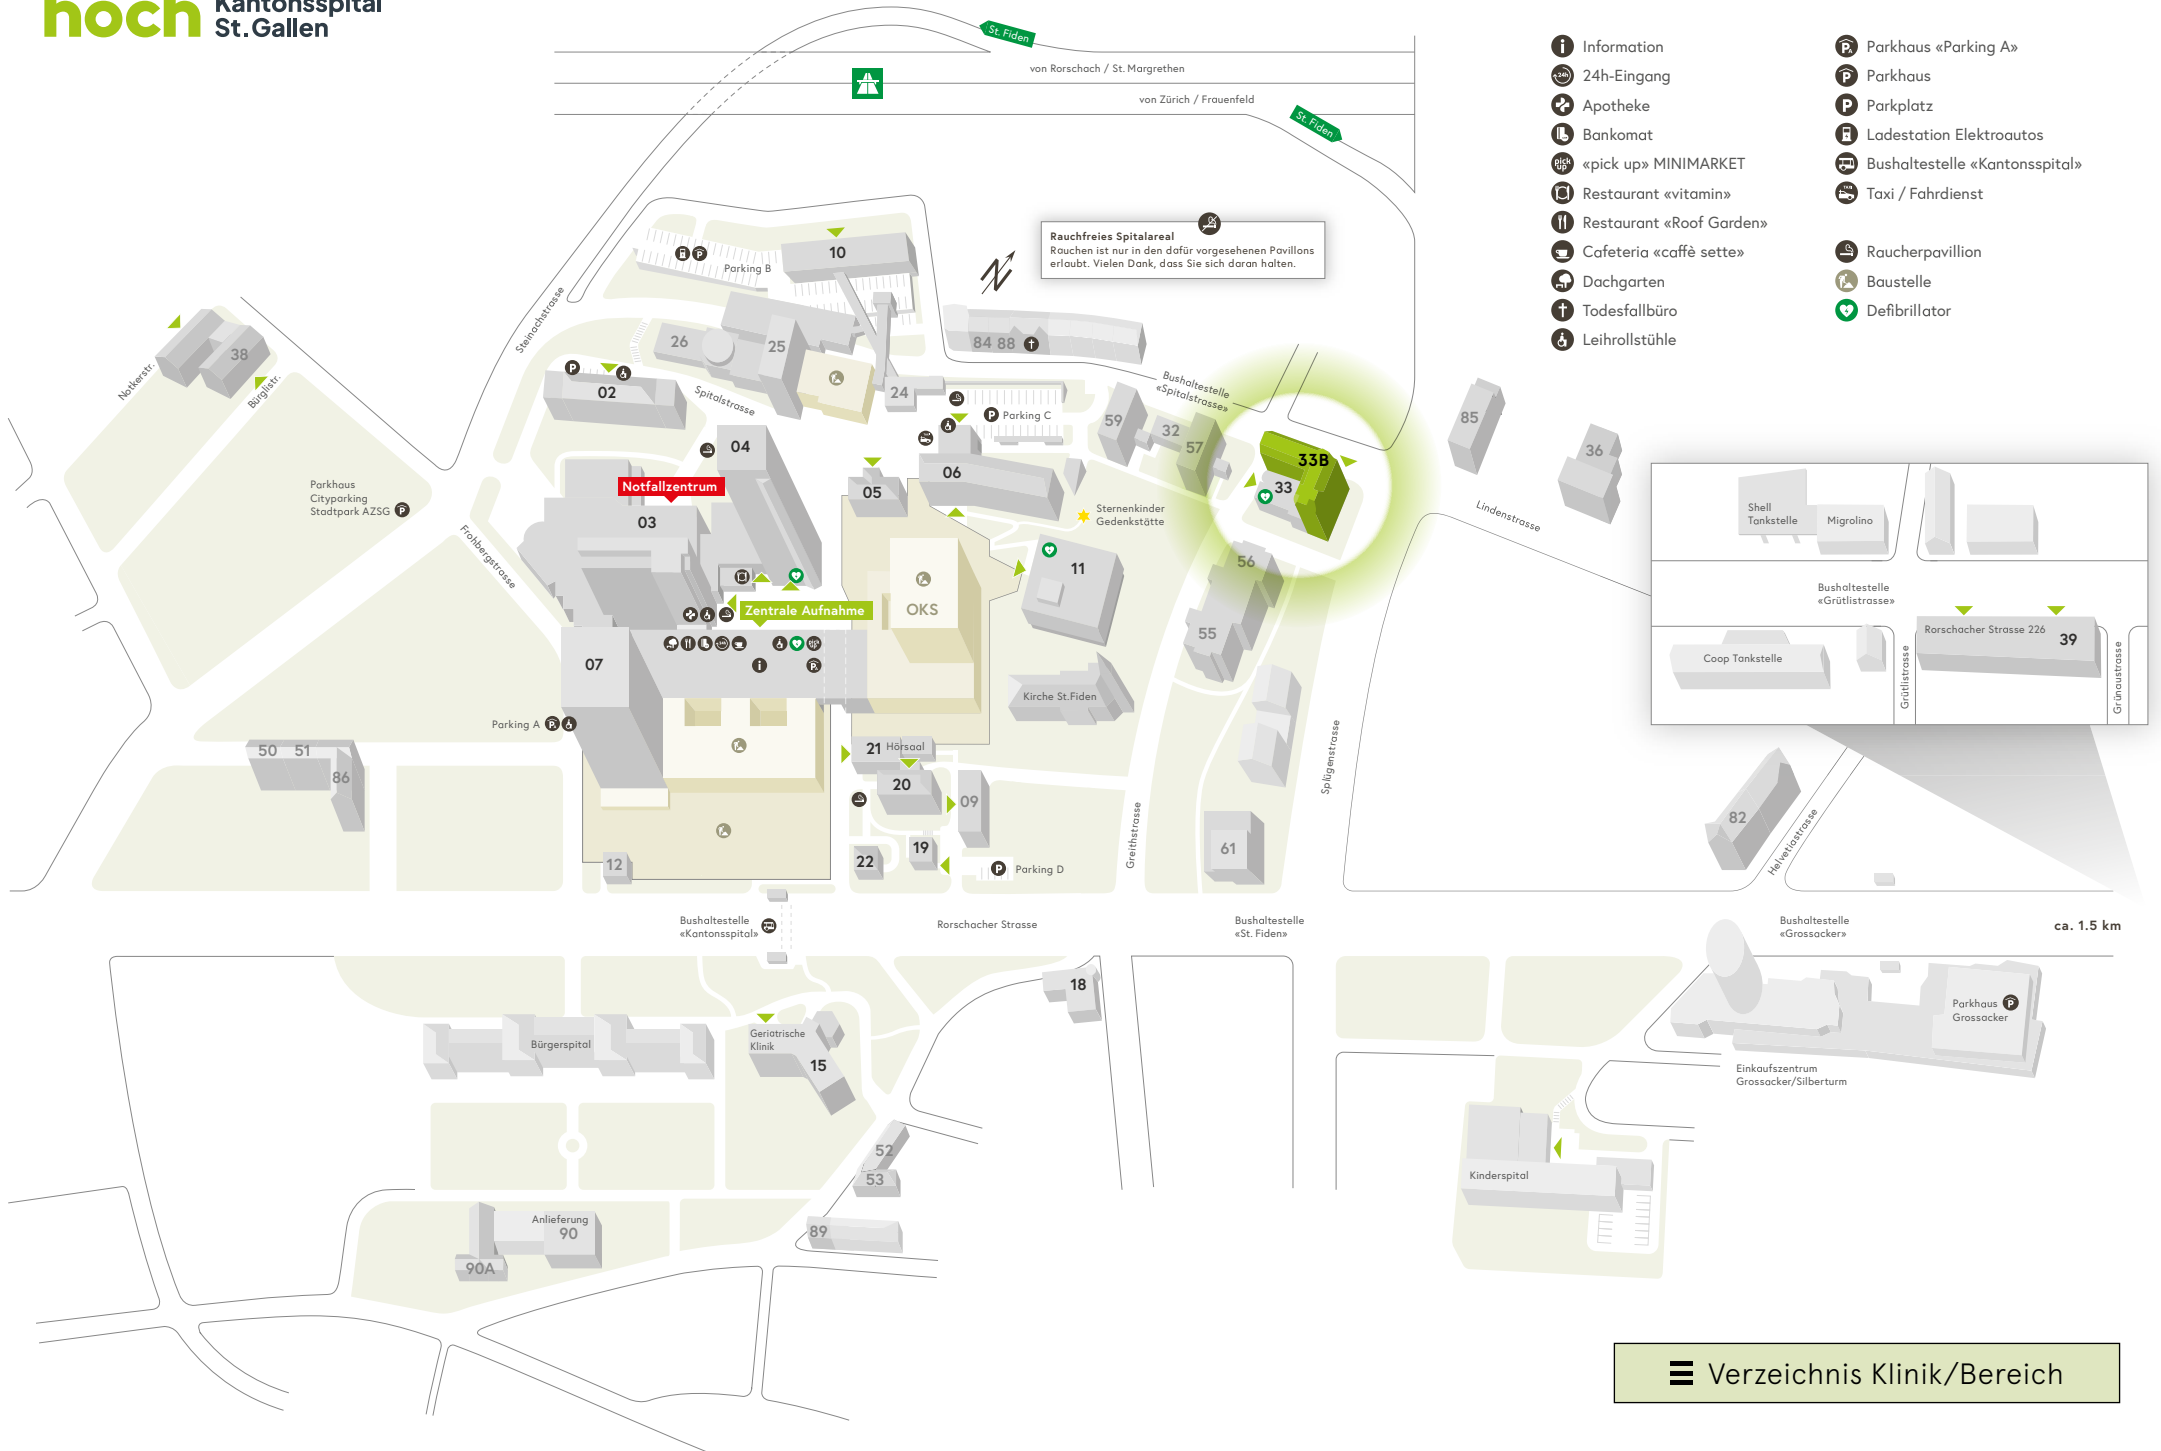 hoch Kantonsspital
St.Gallen
St. Fiden
von Rorschach / St. Margrethen
von Zürich / Frauenfeld
St. Fiden
Information
24h-Eingang
Apotheke
Bankomat
«pick up» MINIMARKET
Restaurant «vitamin»
Restaurant «Roof Garden»
Cafeteria «caffè sette»
Dachgarten
Todesfallbüro
Leihrollstühle
Parkhaus «Parking A»
Parkhaus
Parkplatz
Ladestation Elektroautos
Bushaltestelle «Kantonsspital»
Taxi / Fahrdienst
Raucherpavillion
Baustelle
Defibrillator
Rauchfreies Spitalareal
Rauchen ist nur in den dafür vorgesehenen Pavillons
erlaubt. Vielen Dank, dass Sie sich daran halten.
N
Parking B
10
Steinachstrasse
26
25
84 88
38
Notkerstr.
Bürglistr.
02
Spitalstrasse
24
Parking C
Bushaltestelle
«Spitalstrasse»
59
32
57
85
36
04
06
05
33B
33
Notfallzentrum
03
Parkhaus
Cityparking
Stadtpark AZSG
Frohbergstrasse
Sternenkinder
Gedenkstätte
Lindenstrasse
11
56
OKS
Zentrale Aufnahme
55
07
Kirche St.Fiden
Parking A
Splügenstrasse
50 51
86
21 Hörsaal
20
09
Greithstrasse
22
19
Parking D
12
61
82
Helvetiastrasse
Shell
Tankstelle
Migrolino
Bushaltestelle
«Grütlistrasse»
Rorschacher Strasse 226
39
Coop Tankstelle
Grütlistrasse
Grünaustrasse
Bushaltestelle
«Kantonsspital»
Rorschacher Strasse
Bushaltestelle
«St. Fiden»
Bushaltestelle
«Grossacker»
ca. 1.5 km
18
Bürgerspital
Geriatrische
Klinik
15
Parkhaus
Grossacker
Einkaufszentrum
Grossacker/Silberturm
52
53
Kinderspital
Anlieferung
90
90A
89
Verzeichnis Klinik/Bereich